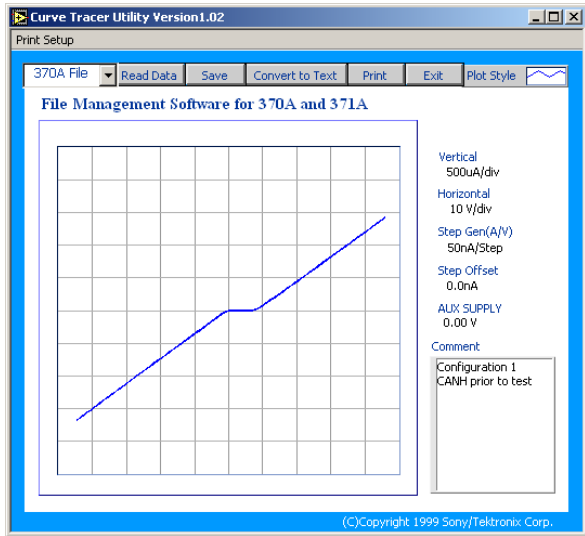 Curve Tracer Utility Version1.02
Print Setup
370A File Read Data Save Convert to Text Print Exit Plot Style
File Management Software for 370A and 371A
Vertical
500uA/div
Horizontal
10 V/div
Step Gen(A/V)
50nA/Step
Step Offset
0.0nA
AUX SUPPLY
0.00 V
Comment
Configuration 1
CANH prior to test
(C)Copyright 1999 Sony/Tektronix Corp.